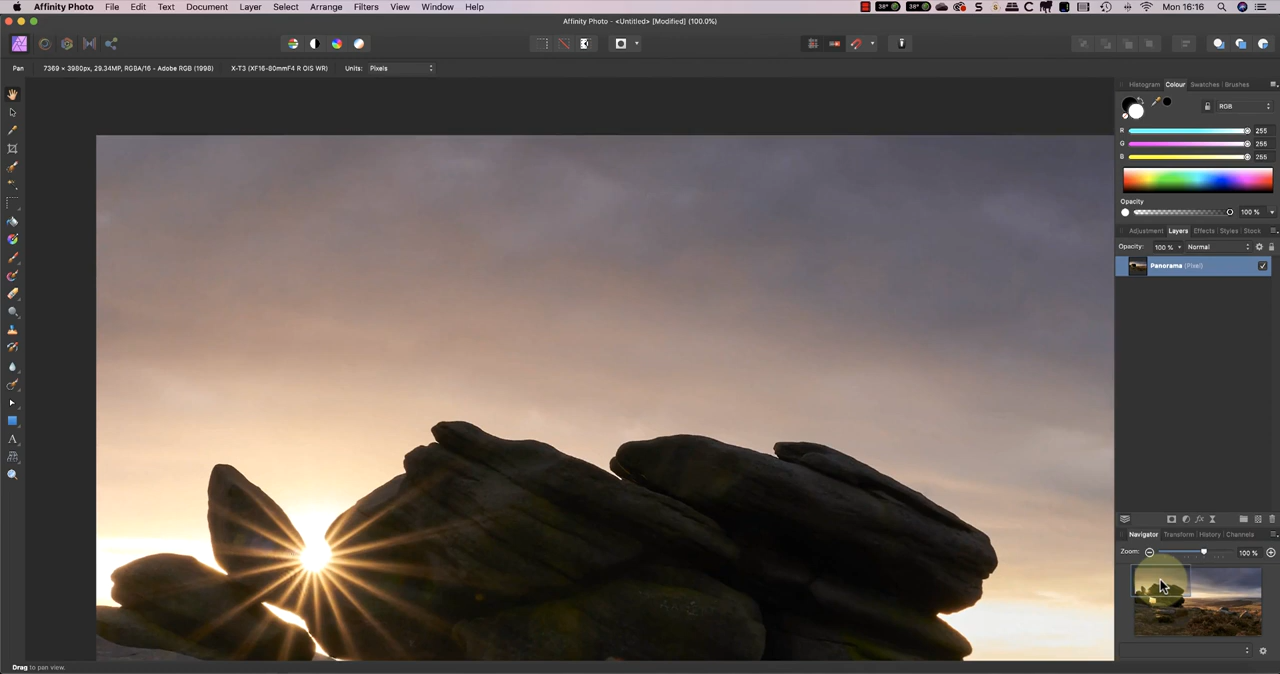 Affinity Photo File Edit Text Document Layer Select Arrange Filters View Window Help 38° 38° Mon 16:16
Affinity Photo - <Untitled> [Modified] (100.0%)
Pan 7369 × 3980px, 29.34MP, RGBA/16 - Adobe RGB (1998) X-T3 (XF16-80mmF4 R OIS WR) Units: Pixels
Histogram Colour Swatches Brushes
RGB
R 255
G 255
B 255
Opacity
100 %
Adjustment Layers Effects Styles Stock
Opacity: 100 % Normal
Panorama (Pixel)
Navigator Transform History Channels
Zoom: 100 %
Drag to pan view.